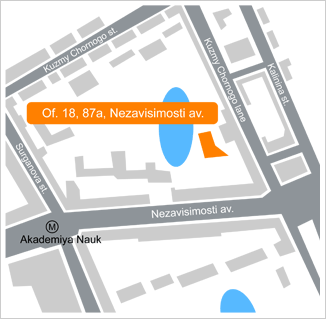 Kuzmy Chornogo st.
Kuzmy Chornogo lane
Kalinina st.
Of. 18, 87a, Nezavisimosti av.
Surganova st.
Nezavisimosti av.
M
Akademiya Nauk